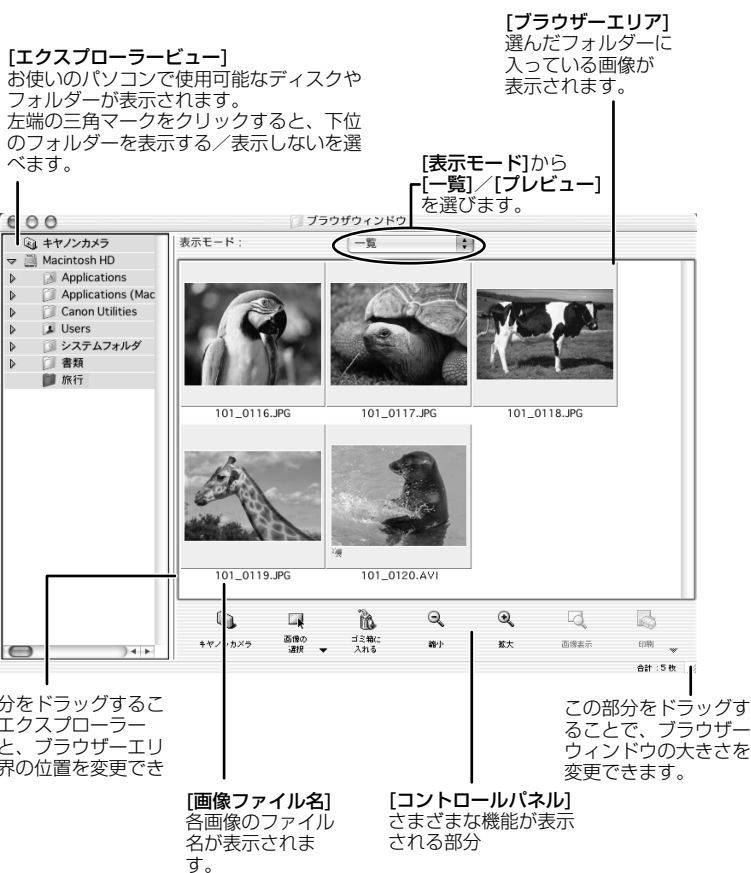 [ブラウザーエリア]
選んだフォルダーに
入っている画像が
表示されます。
[エクスプローラービュー]
お使いのパソコンで使用可能なディスクや
フォルダーが表示されます。
左端の三角マークをクリックすると、下位
のフォルダーを表示する／表示しないを選
べます。
[表示モード]から
[一覧]／[プレビュー]
を選びます。
ブラウザウィンドウ
キヤノンカメラ
表示モード：
一覧
Macintosh HD
Applications
Applications (Mac
Canon Utilities
Users
システムフォルダ
書類
旅行
101_0116.JPG
101_0117.JPG
101_0118.JPG
101_0119.JPG
101_0120.AVI
キヤノンカメラ
画像の
選択
ゴミ箱に
入れる
縮小
拡大
画像表示
印刷
合計：5 枚
分をドラッグするこ
エクスプローラー
と、ブラウザーエリ
界の位置を変更でき
この部分をドラッグす
ることで、ブラウザー
ウィンドウの大きさを
変更できます。
[画像ファイル名]
各画像のファイル
名が表示されま
す。
[コントロールパネル]
さまざまな機能が表示
される部分